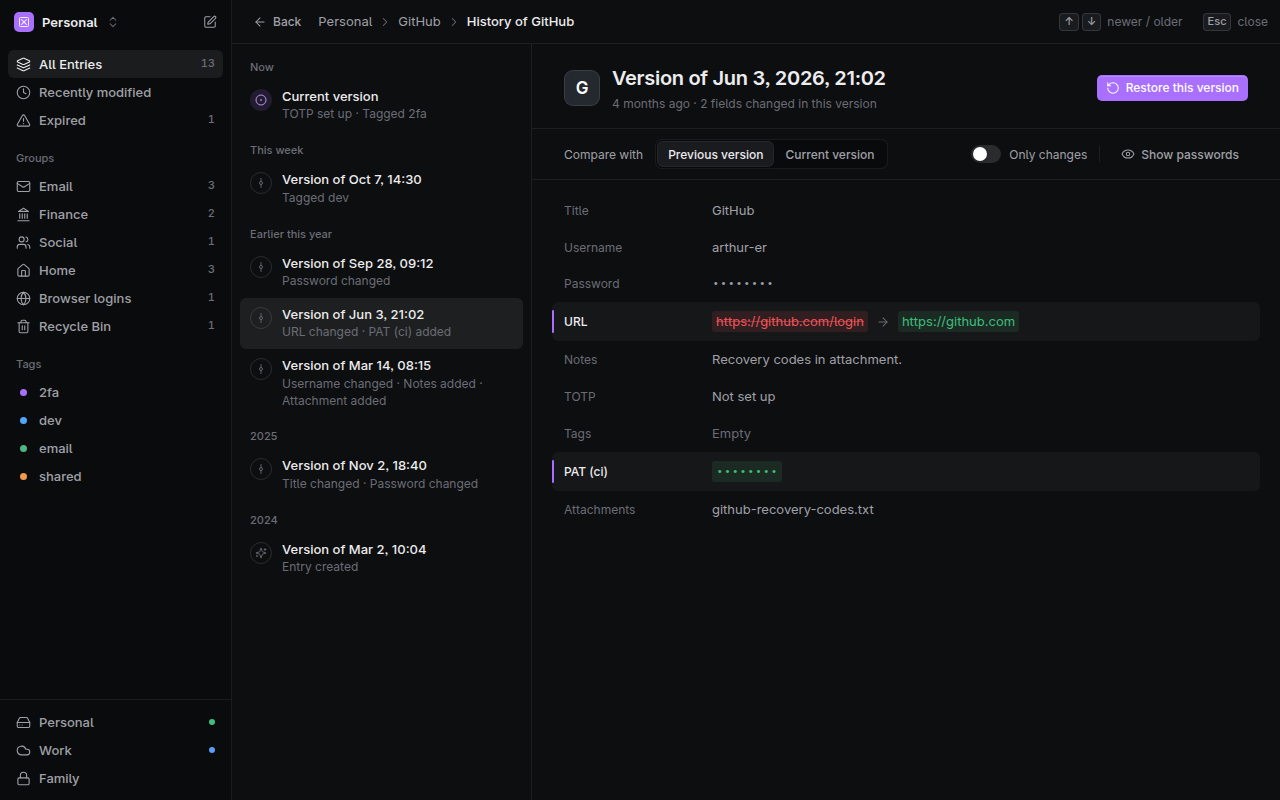 Personal
Back
Personal
GitHub
History of GitHub
↑ ↓ newer / older
Esc close
All Entries 13
Recently modified
Expired 1
Groups
Email 3
Finance 2
Social 1
Home 3
Browser logins 1
Recycle Bin 1
Tags
2fa
dev
email
shared
Personal
Work
Family
Now
Current version
TOTP set up · Tagged 2fa
This week
Version of Oct 7, 14:30
Tagged dev
Earlier this year
Version of Sep 28, 09:12
Password changed
Version of Jun 3, 21:02
URL changed · PAT (ci) added
Version of Mar 14, 08:15
Username changed · Notes added ·
Attachment added
2025
Version of Nov 2, 18:40
Title changed · Password changed
2024
Version of Mar 2, 10:04
Entry created
G
Version of Jun 3, 2026, 21:02
4 months ago · 2 fields changed in this version
Restore this version
Compare with
Previous version
Current version
Only changes
Show passwords
Title GitHub
Username arthur-er
Password ••••••••
URL https://github.com/login → https://github.com
Notes Recovery codes in attachment.
TOTP Not set up
Tags Empty
PAT (ci) ••••••••
Attachments github-recovery-codes.txt